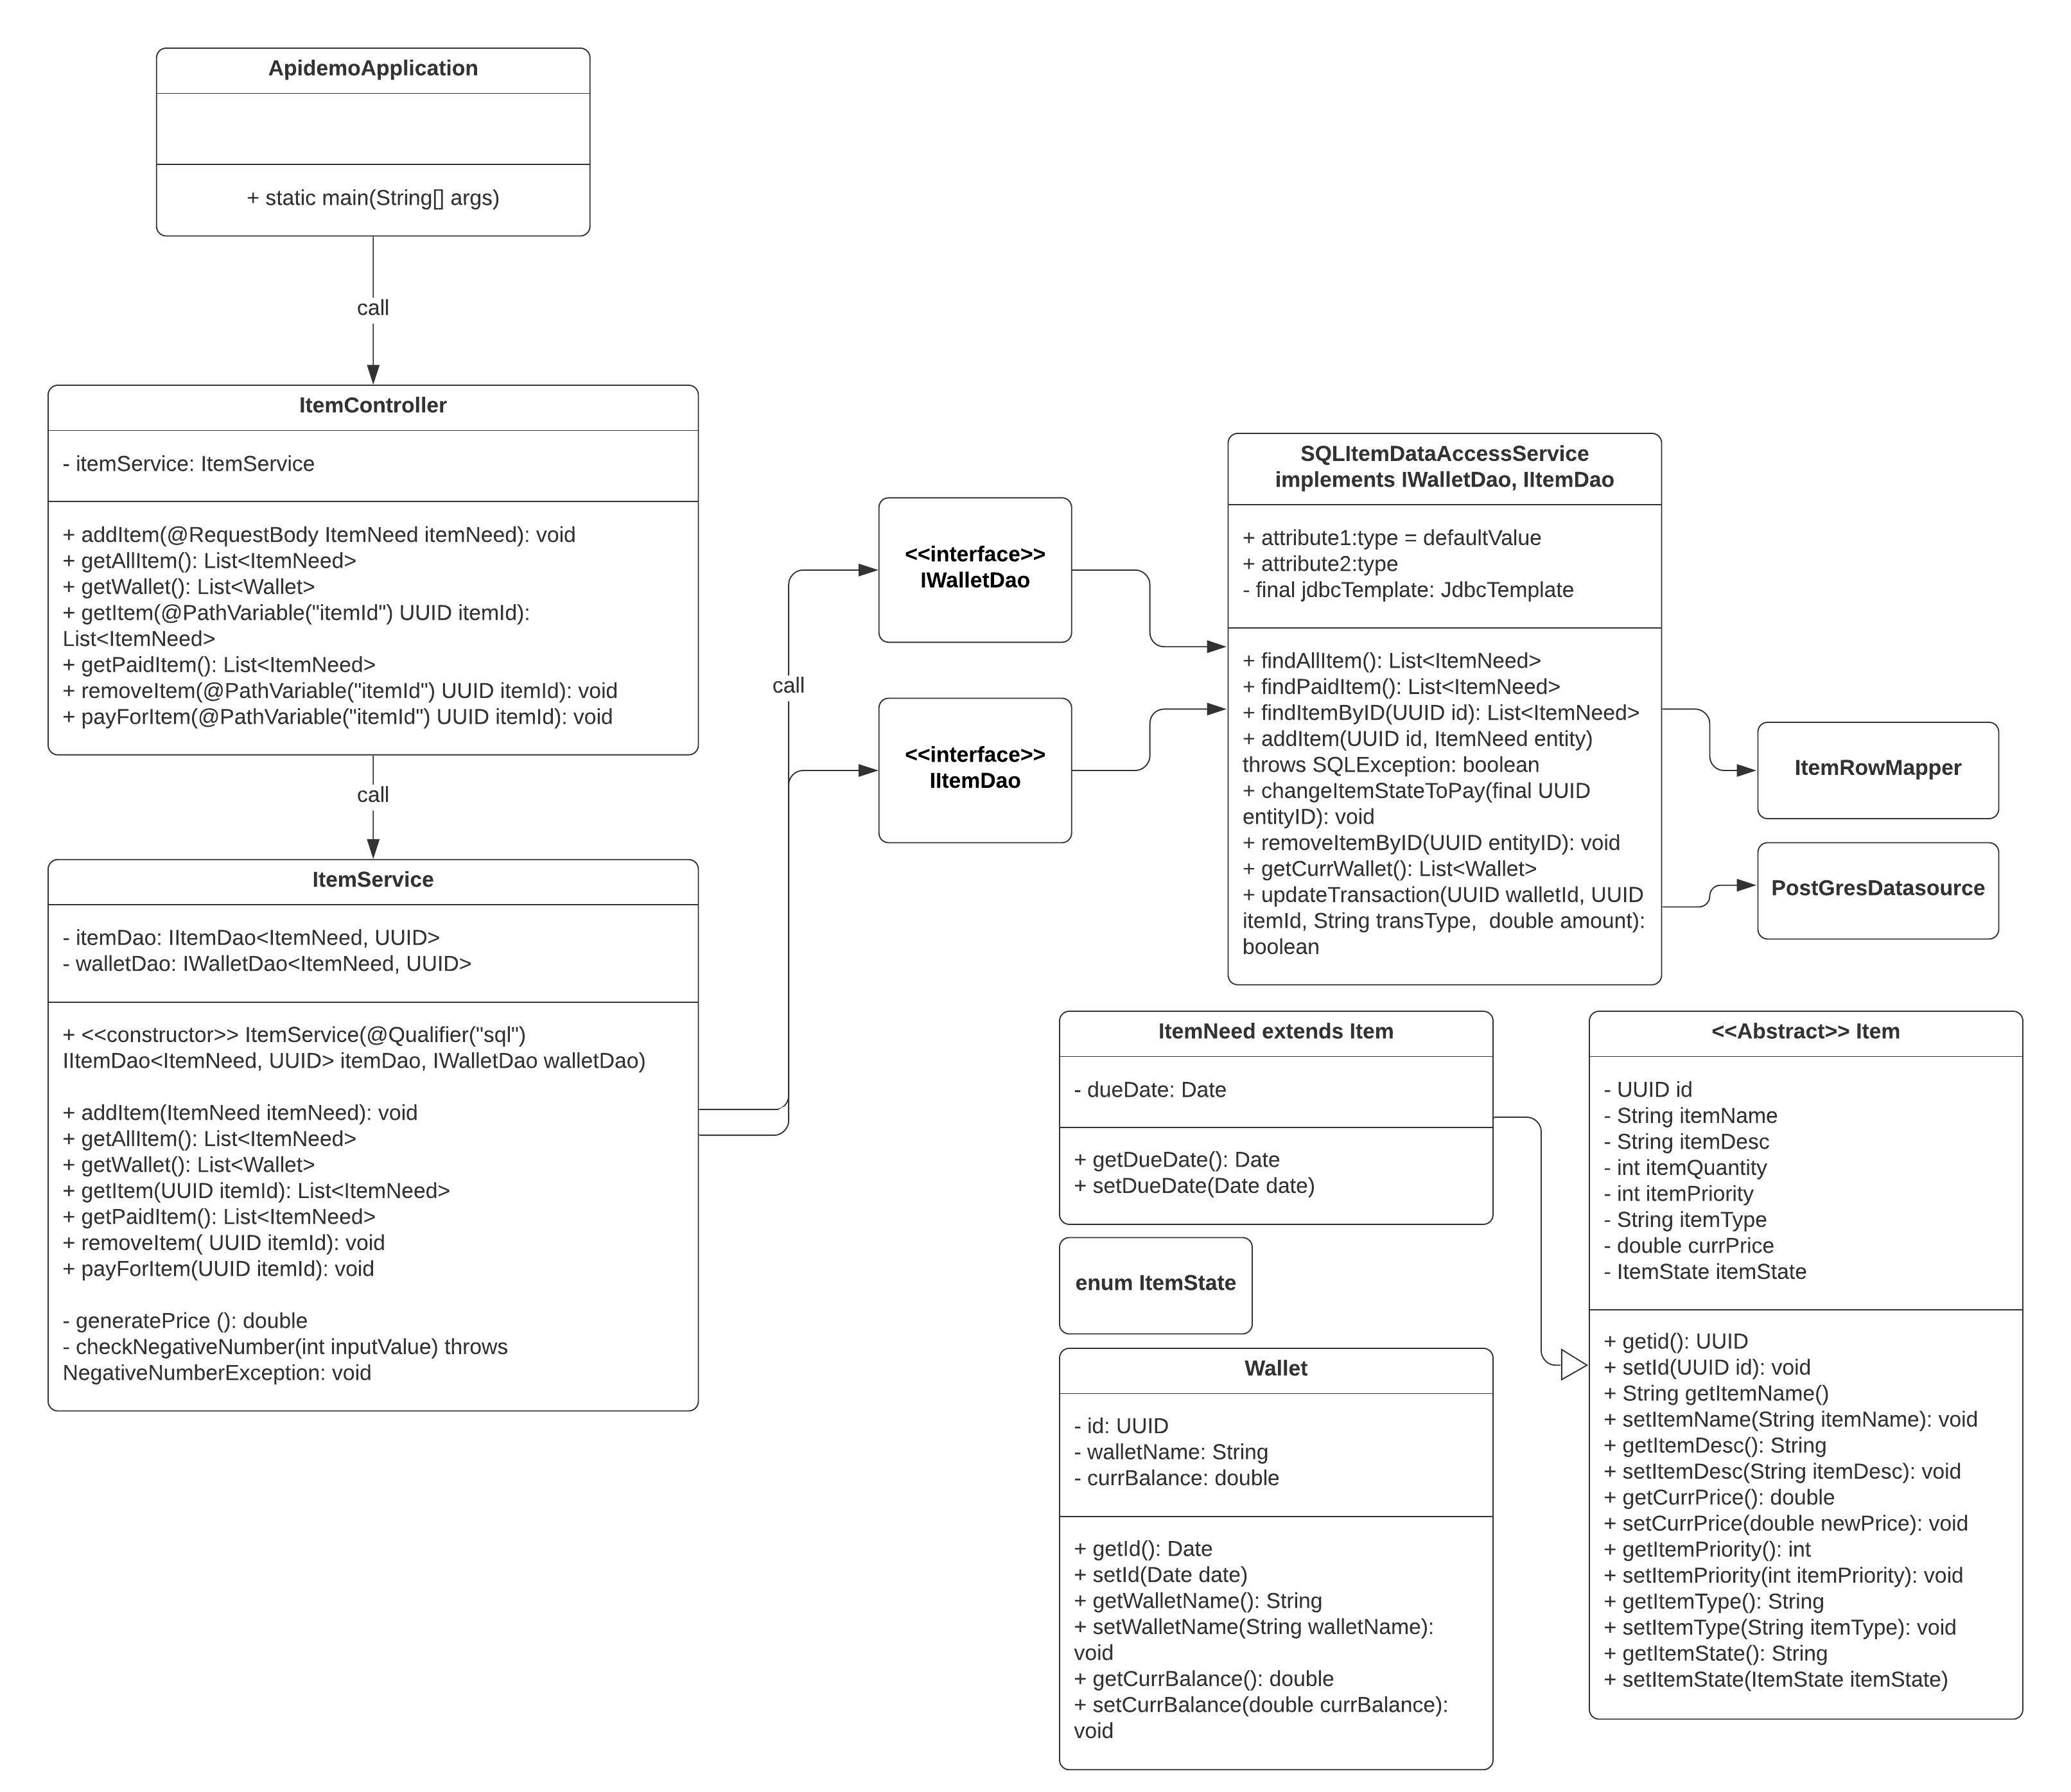 ApidemoApplication
+ static main(String[] args)
call
ItemController
- itemService: ItemService
+ addItem(@RequestBody ItemNeed itemNeed): void
+ getAllItem(): List<ItemNeed>
+ getWallet(): List<Wallet>
+ getItem(@PathVariable("itemId") UUID itemId):
List<ItemNeed>
+ getPaidItem(): List<ItemNeed>
+ removeItem(@PathVariable("itemId") UUID itemId): void
+ payForItem(@PathVariable("itemId") UUID itemId): void
call
ItemService
- itemDao: IItemDao<ItemNeed, UUID>
- walletDao: IWalletDao<ItemNeed, UUID>
+ <<constructor>> ItemService(@Qualifier("sql")
IItemDao<ItemNeed, UUID> itemDao, IWalletDao walletDao)
+ addItem(ItemNeed itemNeed): void
+ getAllItem(): List<ItemNeed>
+ getWallet(): List<Wallet>
+ getItem(UUID itemId): List<ItemNeed>
+ getPaidItem(): List<ItemNeed>
+ removeItem( UUID itemId): void
+ payForItem(UUID itemId): void
- generatePrice (): double
- checkNegativeNumber(int inputValue) throws
NegativeNumberException: void
call
<<interface>>
IWalletDao
<<interface>>
IItemDao
SQLItemDataAccessService
implements IWalletDao, IItemDao
+ attribute1:type = defaultValue
+ attribute2:type
- final jdbcTemplate: JdbcTemplate
+ findAllItem(): List<ItemNeed>
+ findPaidItem(): List<ItemNeed>
+ findItemByID(UUID id): List<ItemNeed>
+ addItem(UUID id, ItemNeed entity)
throws SQLException: boolean
+ changeItemStateToPay(final UUID
entityID): void
+ removeItemByID(UUID entityID): void
+ getCurrWallet(): List<Wallet>
+ updateTransaction(UUID walletId, UUID
itemId, String transType,  double amount):
boolean
ItemRowMapper
PostGresDatasource
ItemNeed extends Item
- dueDate: Date
+ getDueDate(): Date
+ setDueDate(Date date)
enum ItemState
Wallet
- id: UUID
- walletName: String
- currBalance: double
+ getId(): Date
+ setId(Date date)
+ getWalletName(): String
+ setWalletName(String walletName):
void
+ getCurrBalance(): double
+ setCurrBalance(double currBalance):
void
<<Abstract>> Item
- UUID id
- String itemName
- String itemDesc
- int itemQuantity
- int itemPriority
- String itemType
- double currPrice
- ItemState itemState
+ getid(): UUID
+ setId(UUID id): void
+ String getItemName()
+ setItemName(String itemName): void
+ getItemDesc(): String
+ setItemDesc(String itemDesc): void
+ getCurrPrice(): double
+ setCurrPrice(double newPrice): void
+ getItemPriority(): int
+ setItemPriority(int itemPriority): void
+ getItemType(): String
+ setItemType(String itemType): void
+ getItemState(): String
+ setItemState(ItemState itemState)